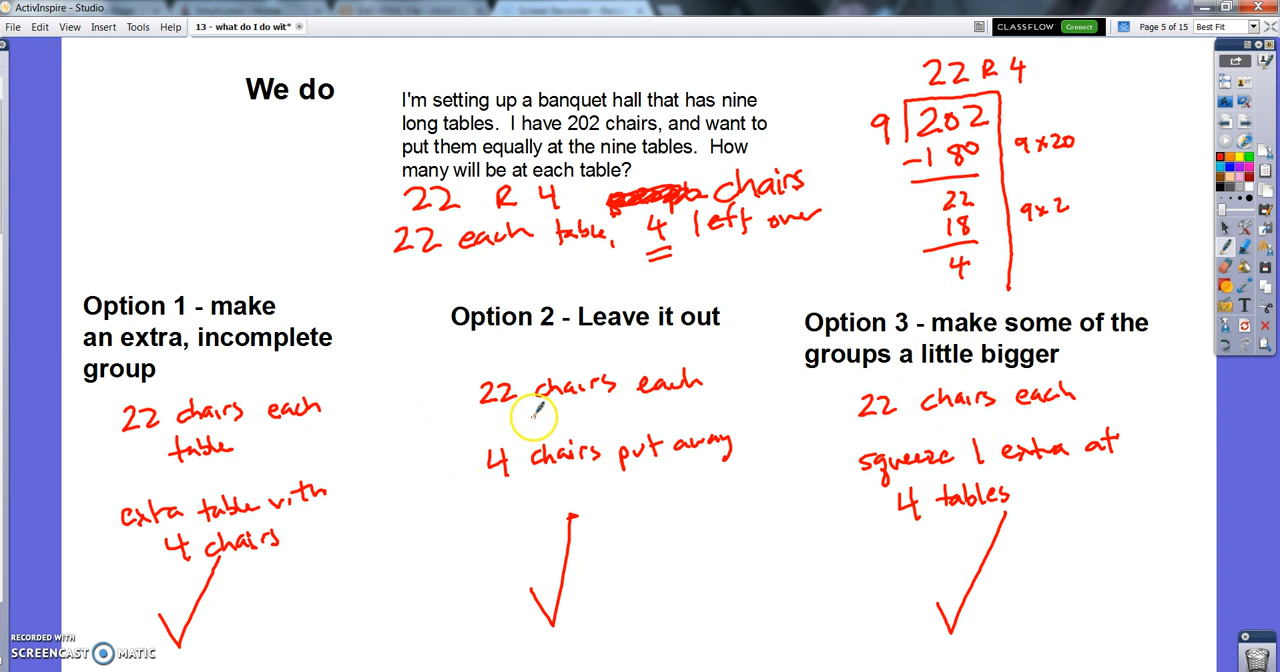 ActivInspire - Studio
File Edit View Insert Tools Help
13 - what do I do wit*
CLASSFLOW Connect
Page 5 of 15
Best Fit
We do
I'm setting up a banquet hall that has nine
long tables. I have 202 chairs, and want to
put them equally at the nine tables. How
many will be at each table?
22 R 4 chairs
22 each table, 4 left over
22 R 4
9 202
-180 9x20
22
18 9x2
4
Option 1 - make
an extra, incomplete
group
22 chairs each
table
extra table with
4 chairs
Option 2 - Leave it out
22 chairs each
4 chairs put away
Option 3 - make some of the
groups a little bigger
22 chairs each
squeeze 1 extra at
4 tables
RECORDED WITH
SCREENCAST MATIC